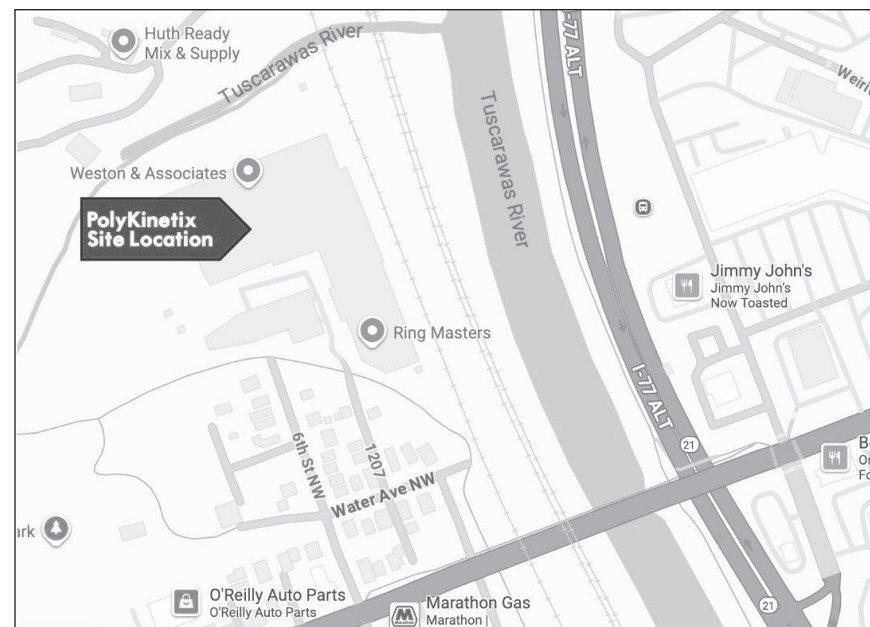 Huth Ready
Mix & Supply
Tuscarawas River
I-77 ALT
Weston & Associates
Tuscarawas River
PolyKinetix
Site Location
Jimmy John's
Jimmy John's
Now Toasted
Ring Masters
I-77 ALT
21
6th St NW
1207
Water Ave NW
ark
O'Reilly Auto Parts
O'Reilly Auto Parts
Marathon Gas
Marathon |
21